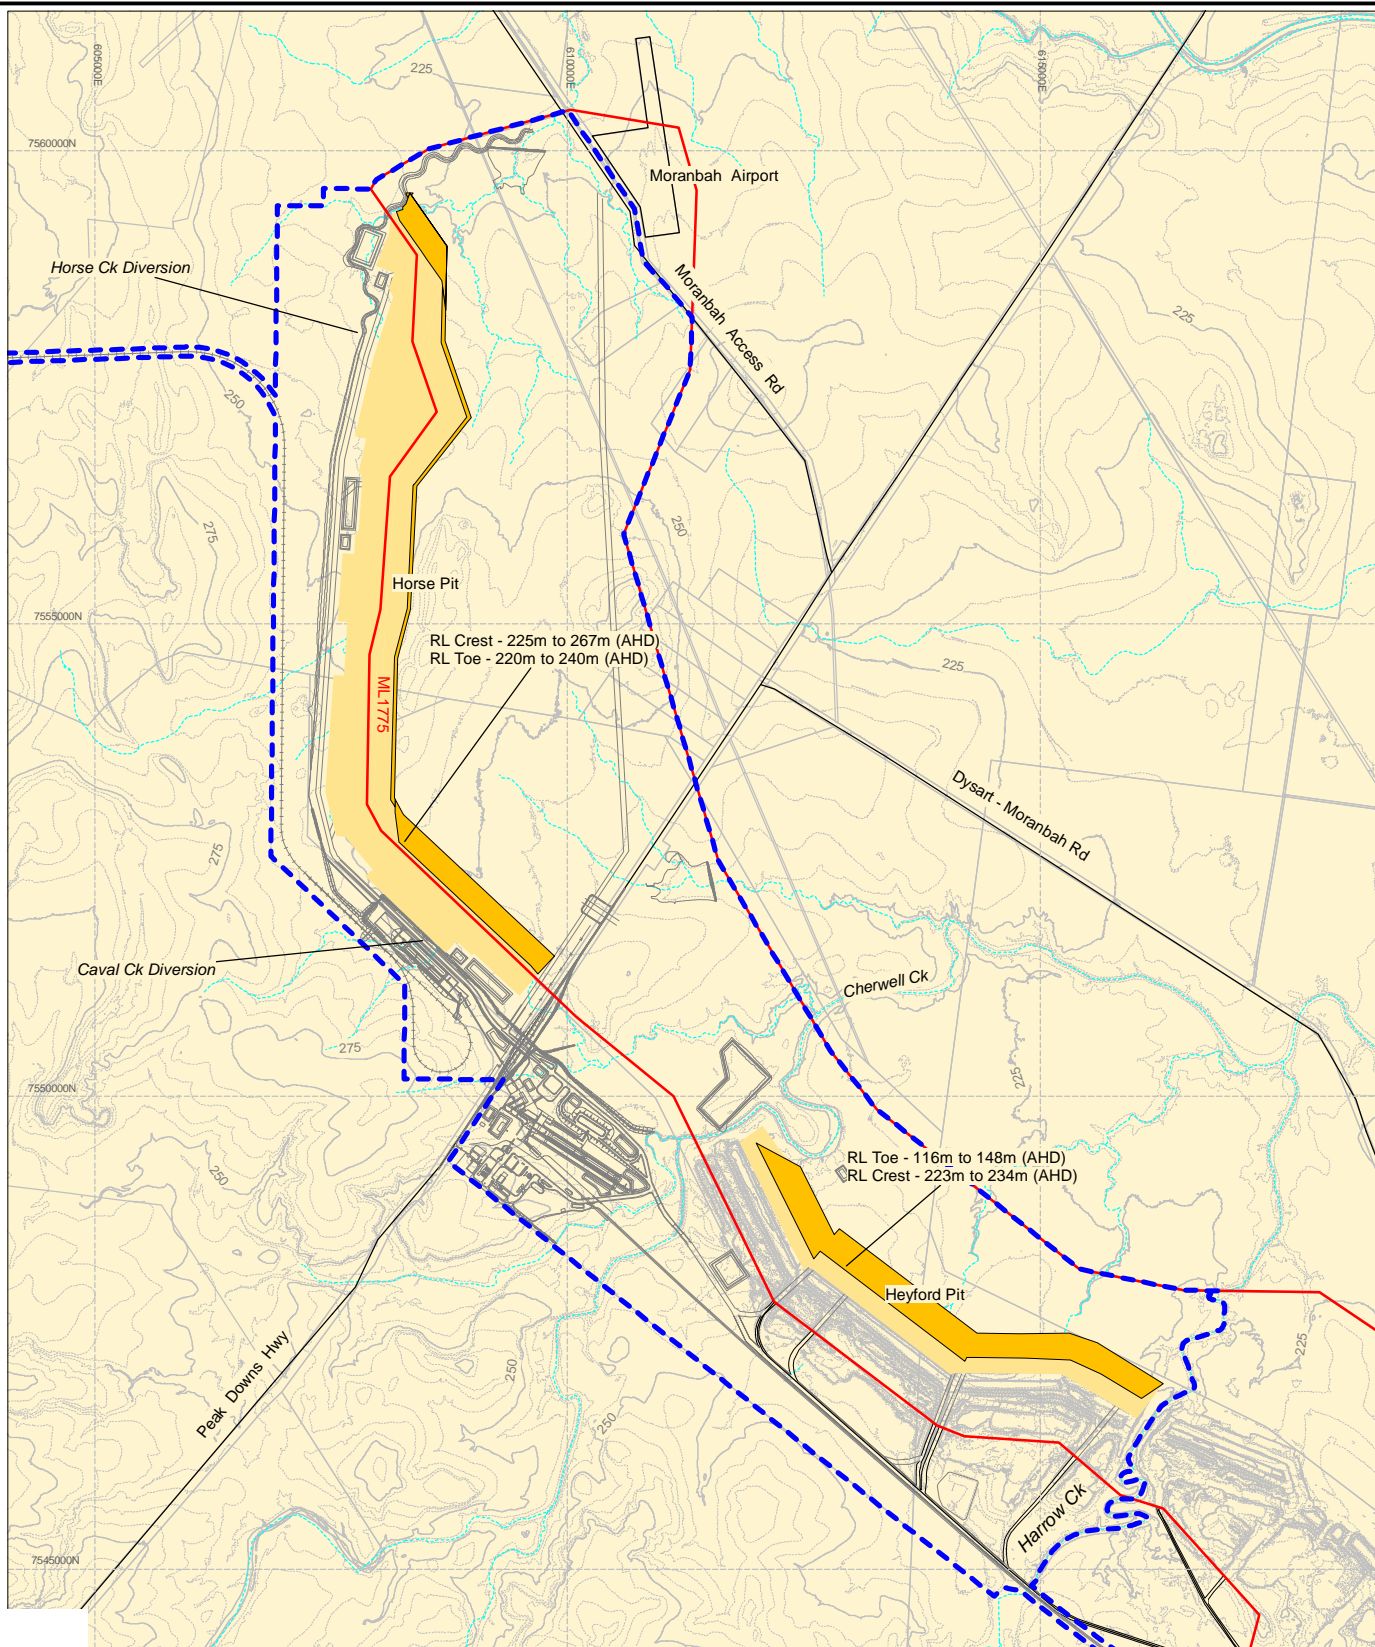 605000E
610000E
615000E
225
7560000N
Moranbah Airport
Horse Ck Diversion
Moranbah Access Rd
225
250
275
250
Horse Pit
7555000N
RL Crest - 225m to 267m (AHD)
RL Toe - 220m to 240m (AHD)
225
ML1775
Dysart - Moranbah Rd
275
Caval Ck Diversion
Cherwell Ck
275
225
7550000N
RL Toe - 116m to 148m (AHD)
RL Crest - 223m to 234m (AHD)
250
Heyford Pit
225
Peak Downs Hwy
250
250
Harrow Ck
7545000N